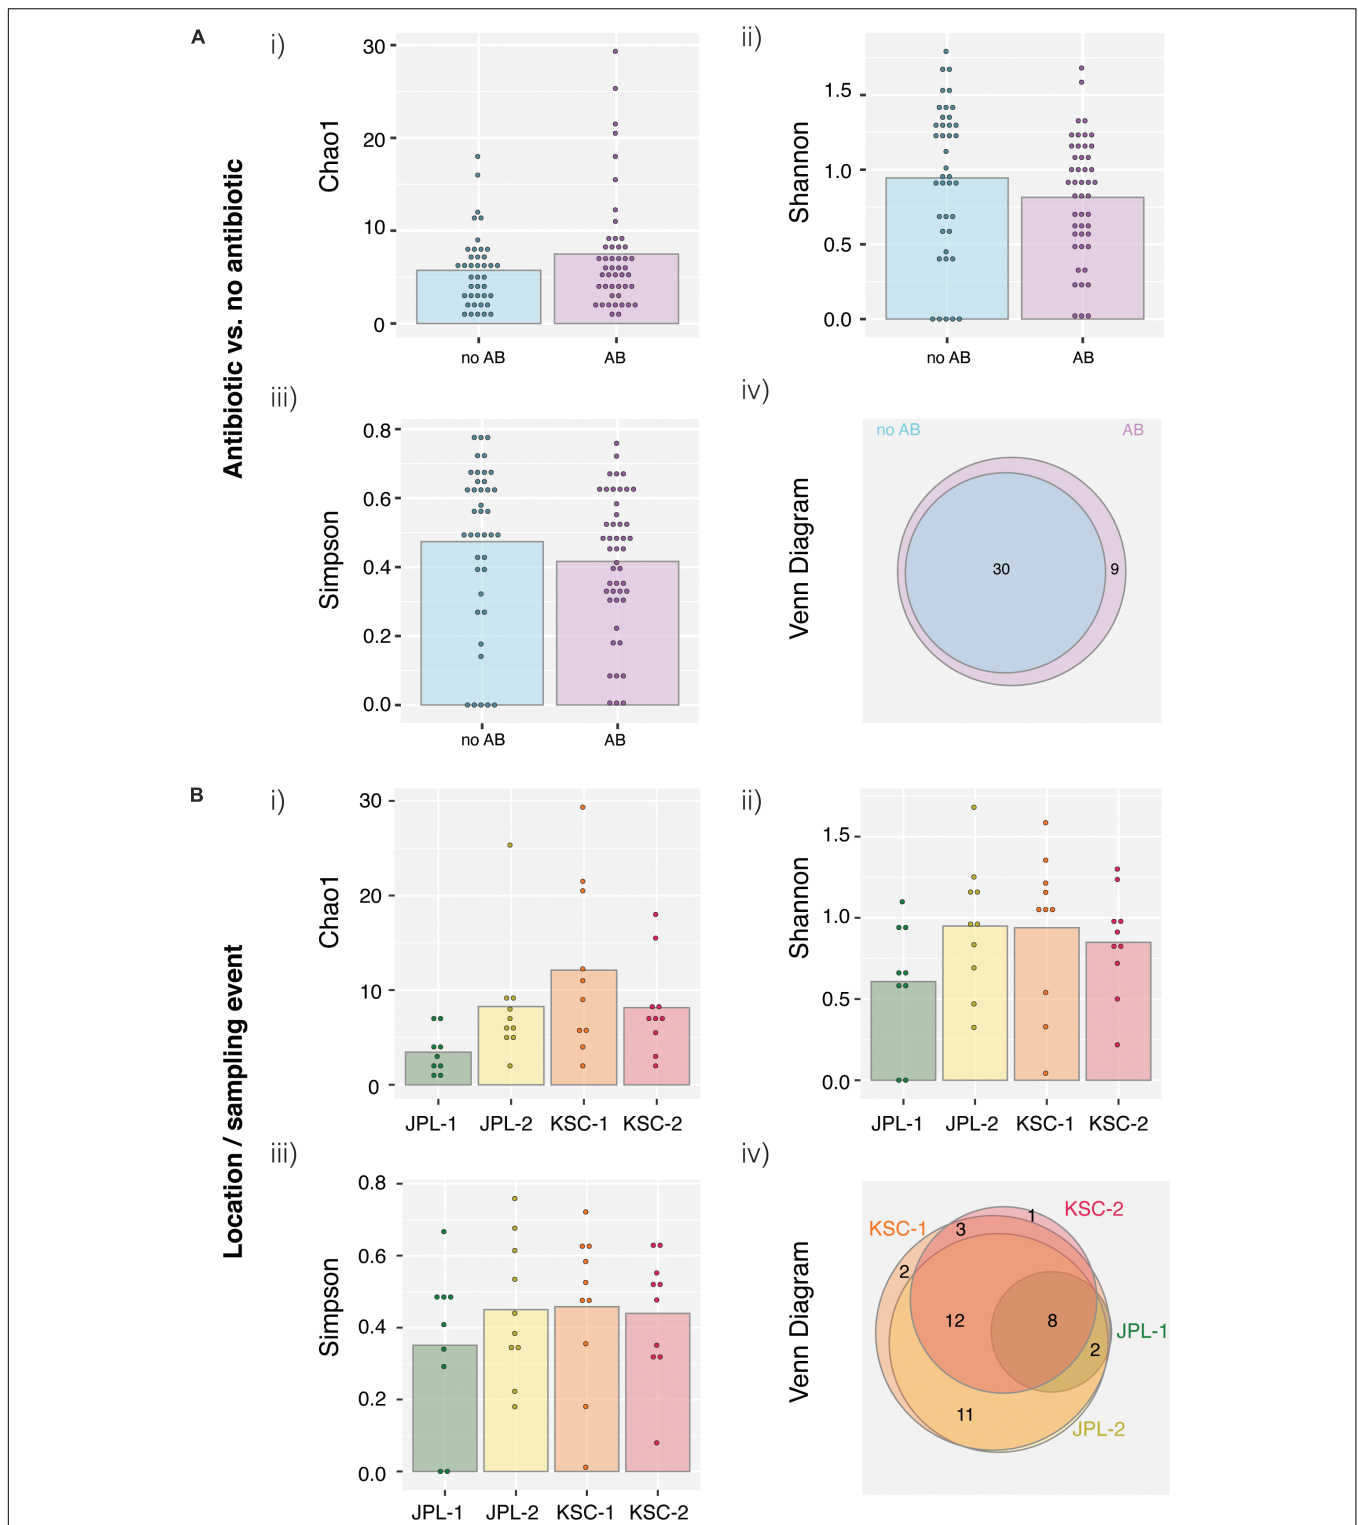 A
Antibiotic vs. no antibiotic
i)
Chao1
30
20
10
0
no AB
AB
ii)
Shannon
1.5
1.0
0.5
0.0
no AB
AB
iii)
Simpson
0.8
0.6
0.4
0.2
0.0
no AB
AB
iv)
Venn Diagram
no AB
AB
30
9
B
Location / sampling event
i)
Chao1
30
20
10
0
JPL-1
JPL-2
KSC-1
KSC-2
ii)
Shannon
1.5
1.0
0.5
0.0
JPL-1
JPL-2
KSC-1
KSC-2
iii)
Simpson
0.8
0.6
0.4
0.2
0.0
JPL-1
JPL-2
KSC-1
KSC-2
iv)
Venn Diagram
KSC-2
KSC-1
1
3
2
12
8
JPL-1
2
11
JPL-2